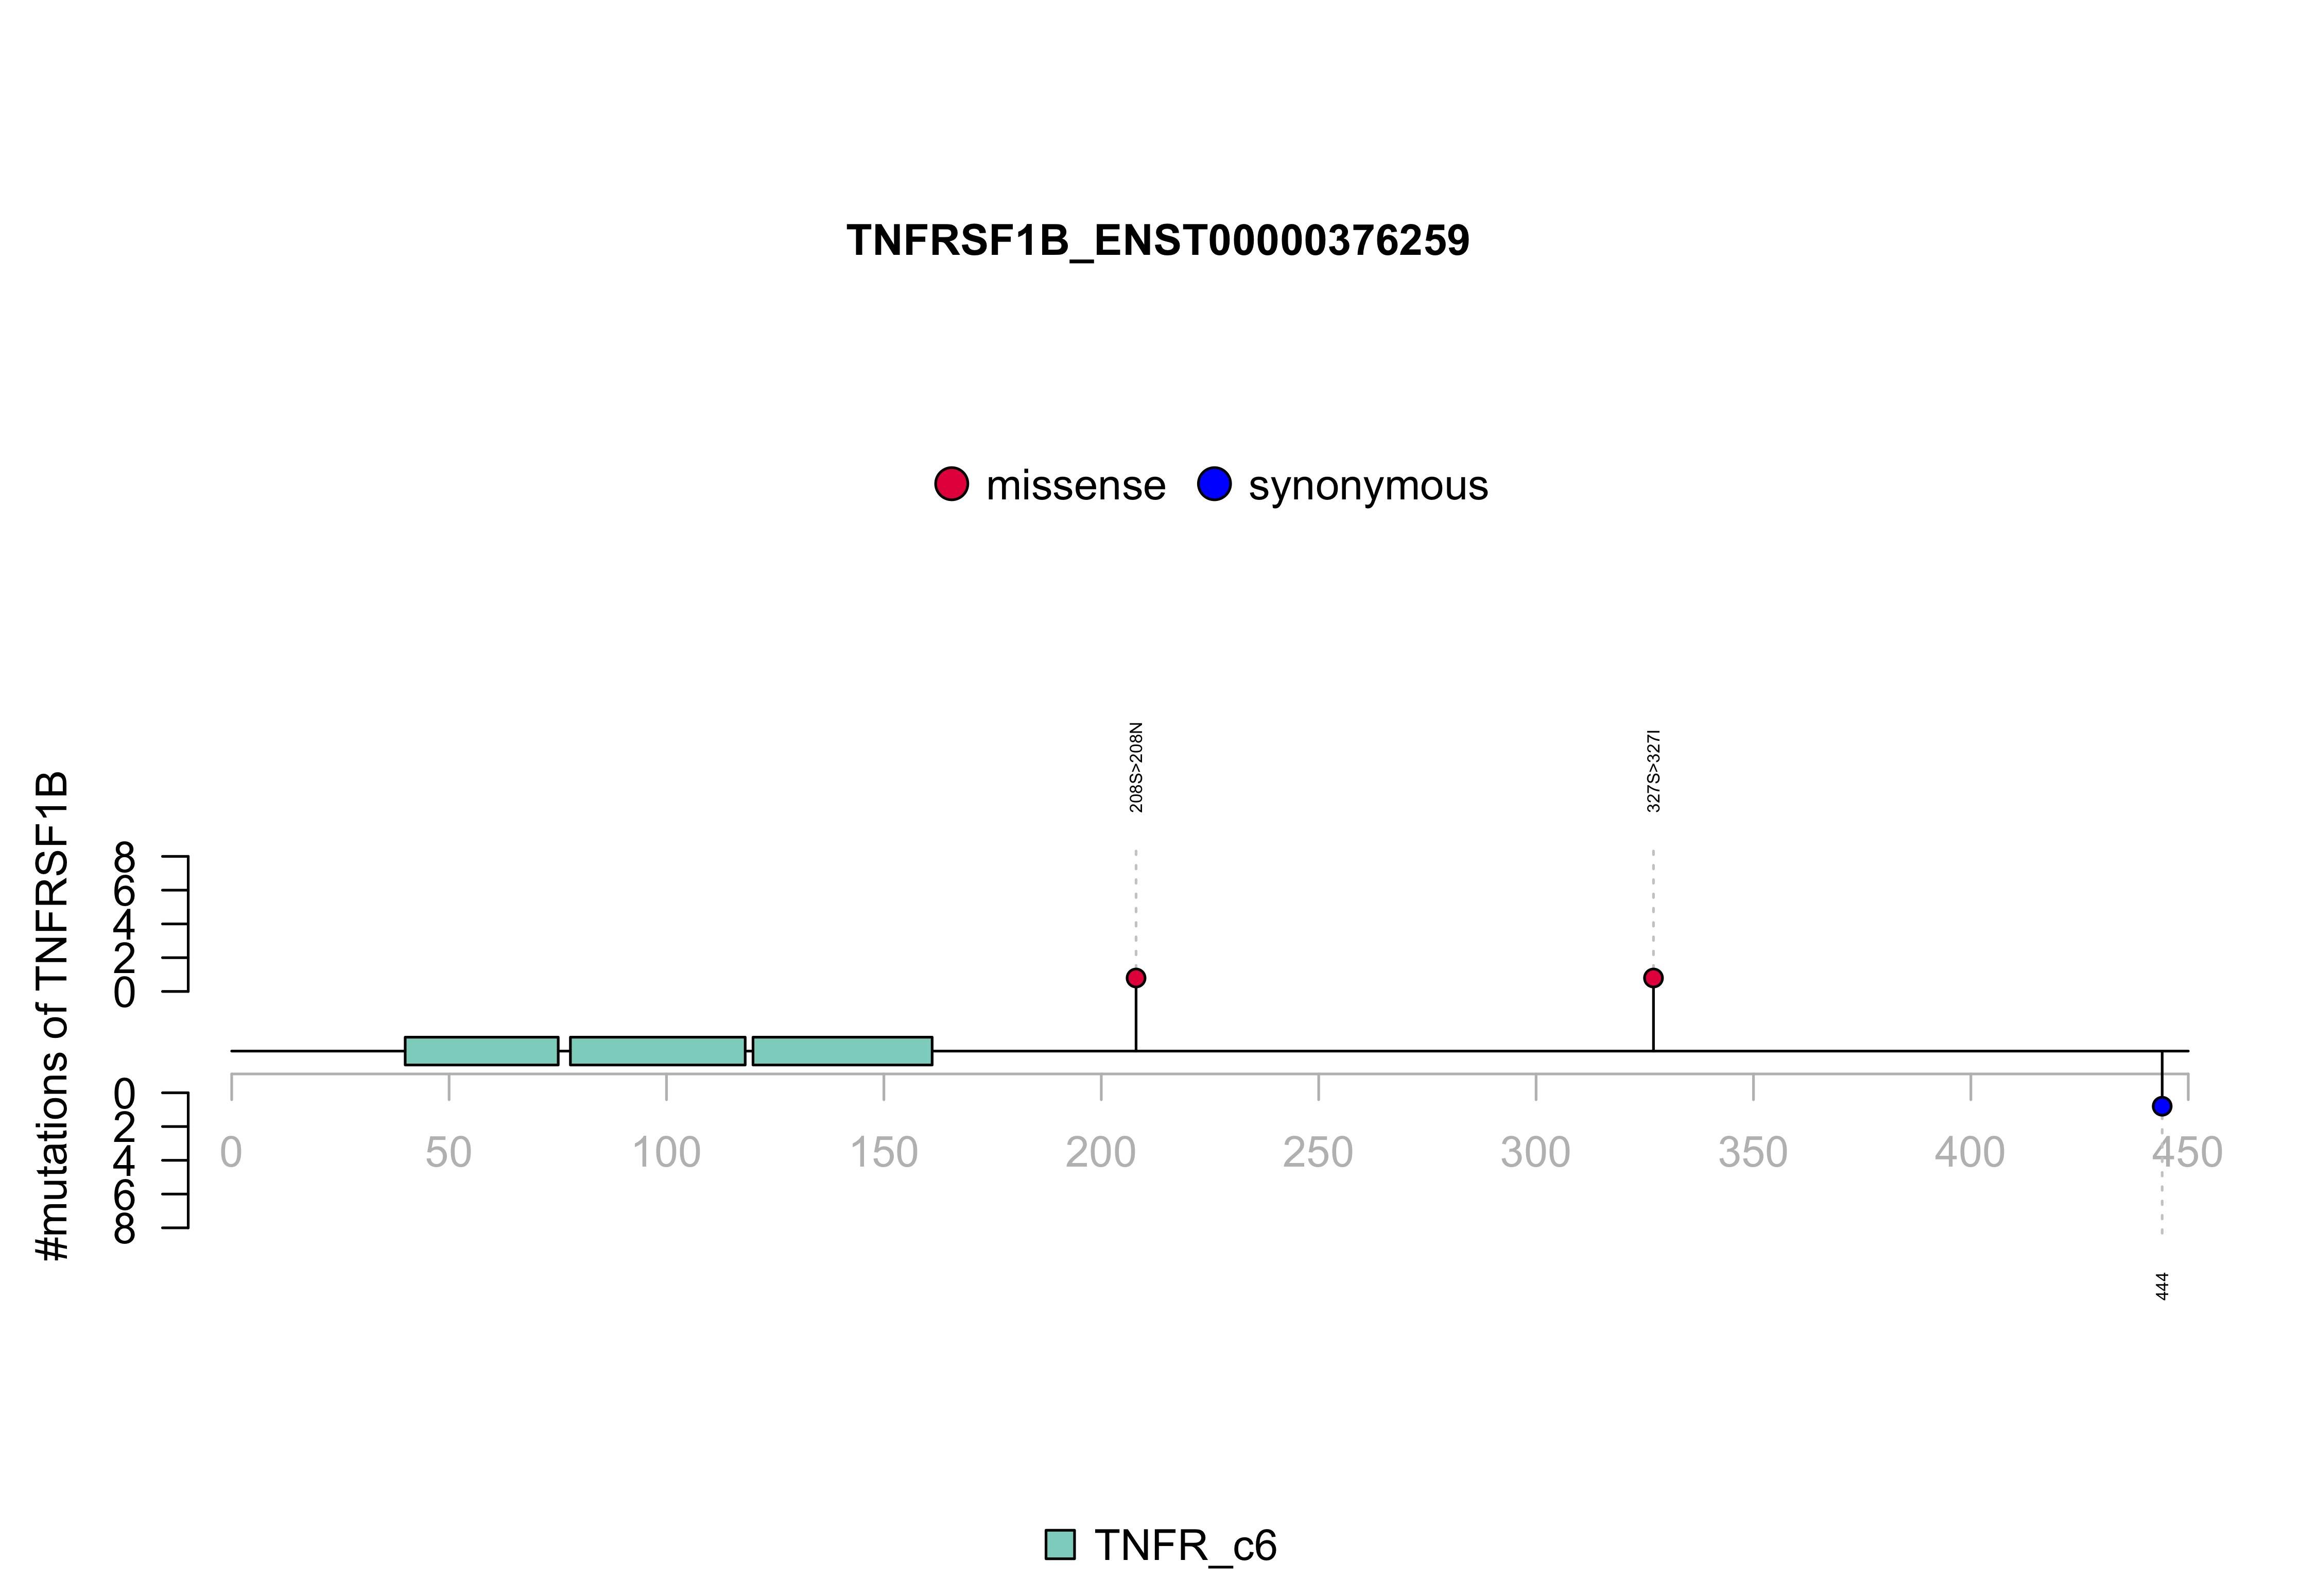 TNFRSF1B_ENST00000376259
missense synonymous
208S>208N
327S>327I
#mutations of TNFRSF1B
8
6
4
2
0
0
2
4
6
8
0 50 100 150 200 250 300 350 400 450
444
TNFR_c6